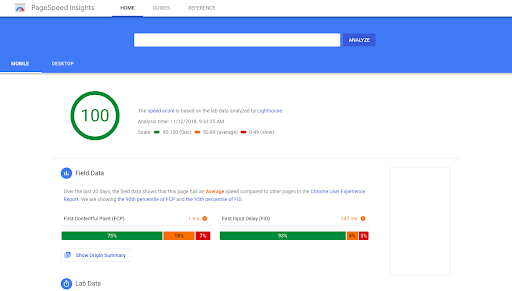 PageSpeed Insights
HOME
GUIDES
REFERENCE
ANALYZE
MOBILE
DESKTOP
100
The speed score is based on the lab data analyzed by Lighthouse.
Analysis time: 11/12/2018, 9:33:35 AM
Scale: 90-100 (fast) 50-89 (average) 0-49 (slow)
Field Data
Over the last 30 days, the field data shows that this page has an Average speed compared to other pages in the Chrome User Experience
Report. We are showing the 90th percentile of FCP and the 95th percentile of FID.
First Contentful Paint (FCP)
1.9 s
First Input Delay (FID)
147 ms
75% 18% 7%
93% 4% 3%
Show Origin Summary
Lab Data